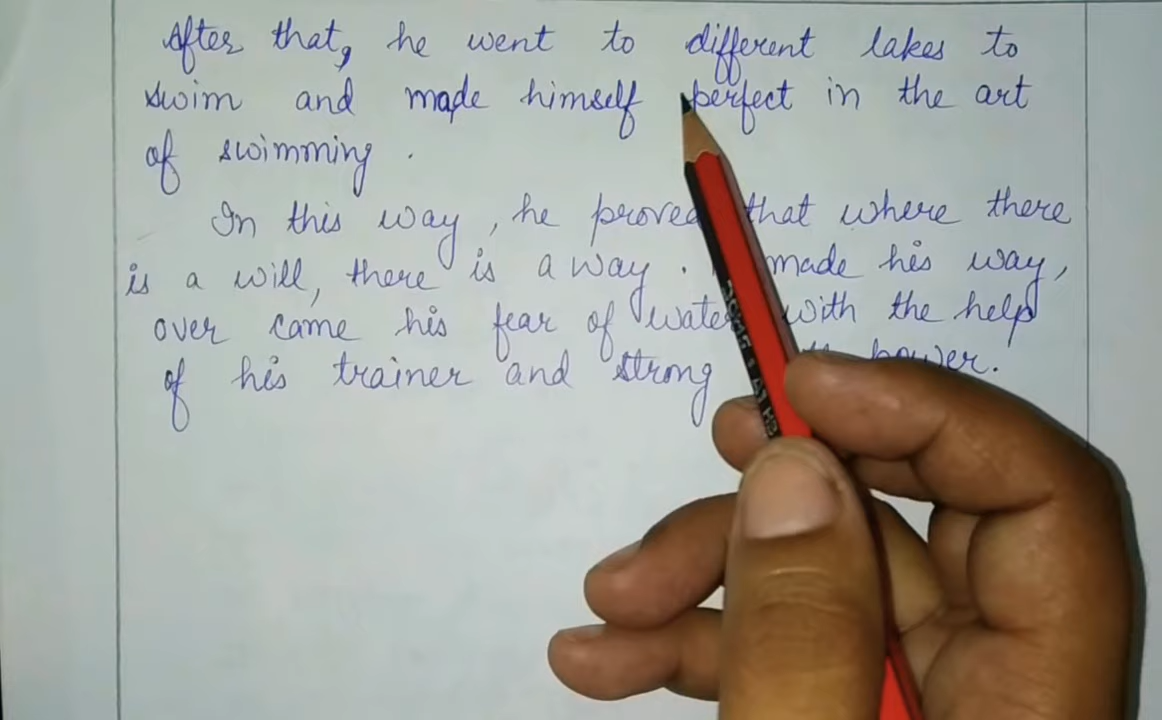 After that, he went to different lakes to
swim and made himself perfect in the art
of swimming .
In this way , he proved that where there
is a will, there is a way . made his way,
over came his fear of water with the help
of his trainer and strong power.